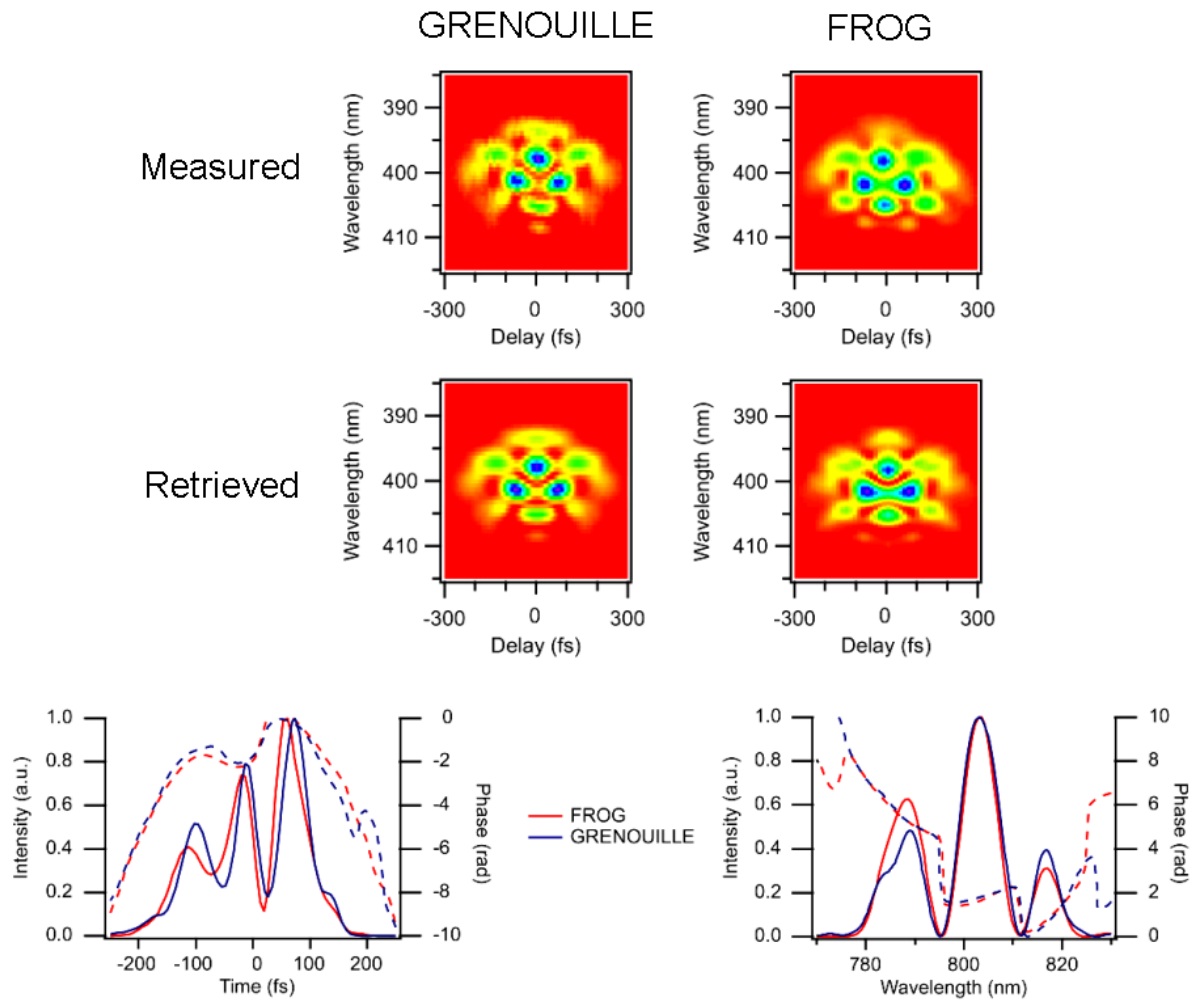 GRENOUILLE FROG
Measured
Wavelength (nm)
390
400
410
-300 0 300
Delay (fs)
Wavelength (nm)
390
400
410
-300 0 300
Delay (fs)
Retrieved
Wavelength (nm)
390
400
410
-300 0 300
Delay (fs)
Wavelength (nm)
390
400
410
-300 0 300
Delay (fs)
Intensity (a.u.)
1.0
0.8
0.6
0.4
0.2
0.0
-200 -100 0 100 200
Time (fs)
0
-2
-4
-6
-8
-10
Phase (rad)
FROG
GRENOUILLE
Intensity (a.u.)
1.0
0.8
0.6
0.4
0.2
0.0
780 800 820
Wavelength (nm)
10
8
6
4
2
0
Phase (rad)